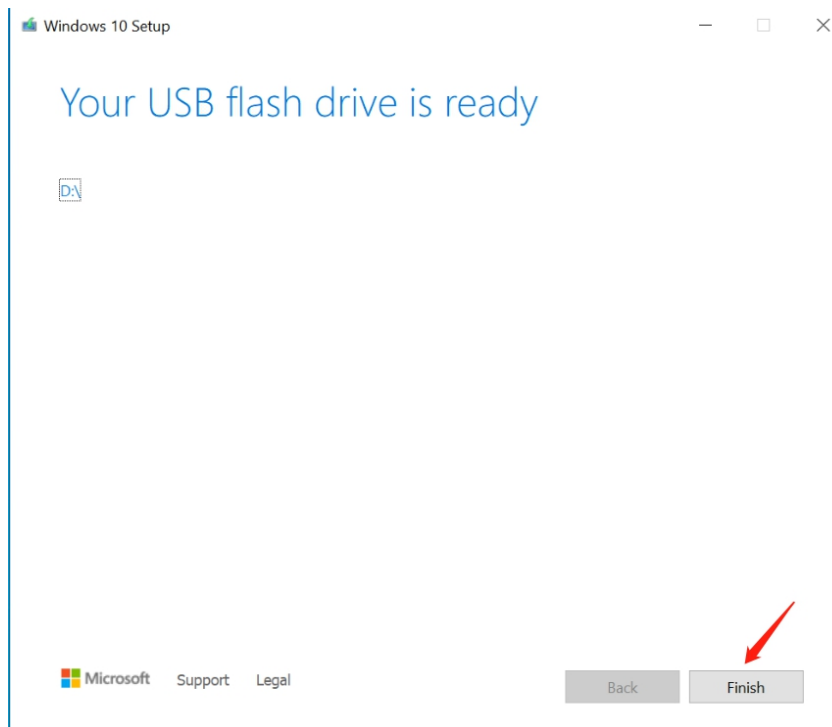 Windows 10 Setup
Your USB flash drive is ready
D:\
Microsoft Support Legal
Back Finish